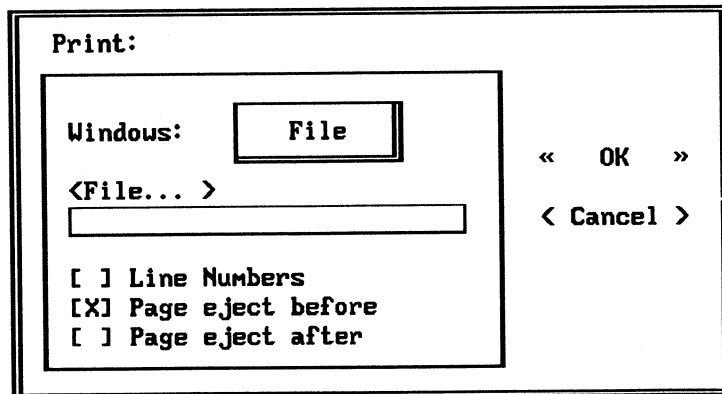 Print:
Windows: File
<File... >
[ ] Line Numbers
[X] Page eject before
[ ] Page eject after
« OK »
< Cancel >